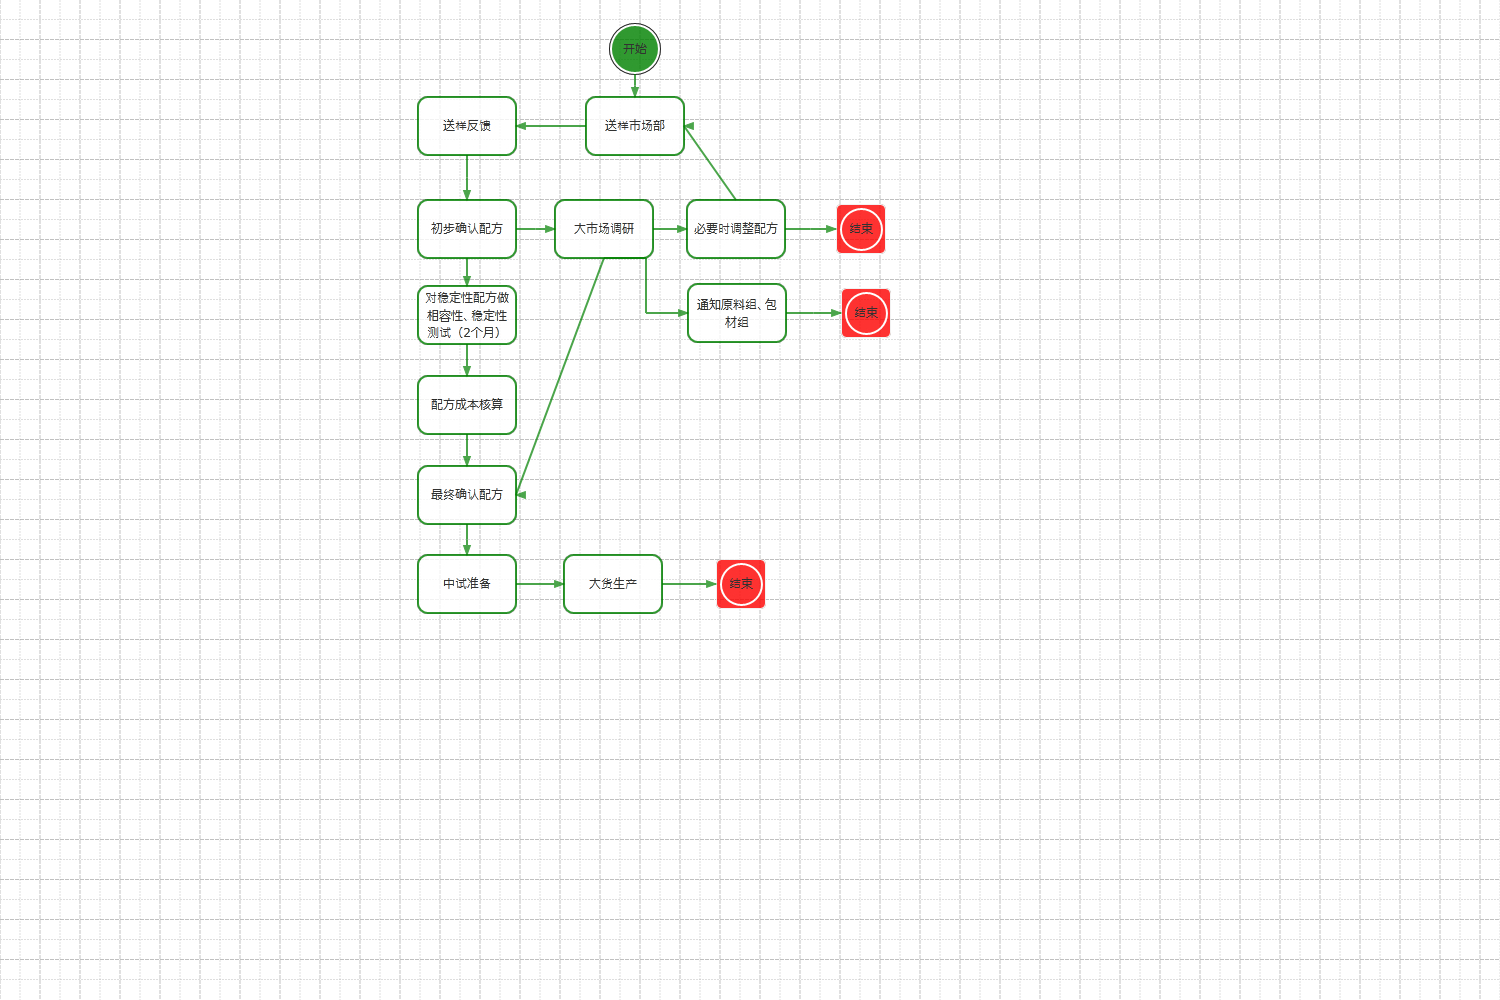 开始
送样反馈
送样市场部
初步确认配方
大市场调研
必要时调整配方
结束
对稳定性配方做
相容性、稳定性
测试（2个月）
通知原料组、包
材组
结束
配方成本核算
最终确认配方
中试准备
大货生产
结束